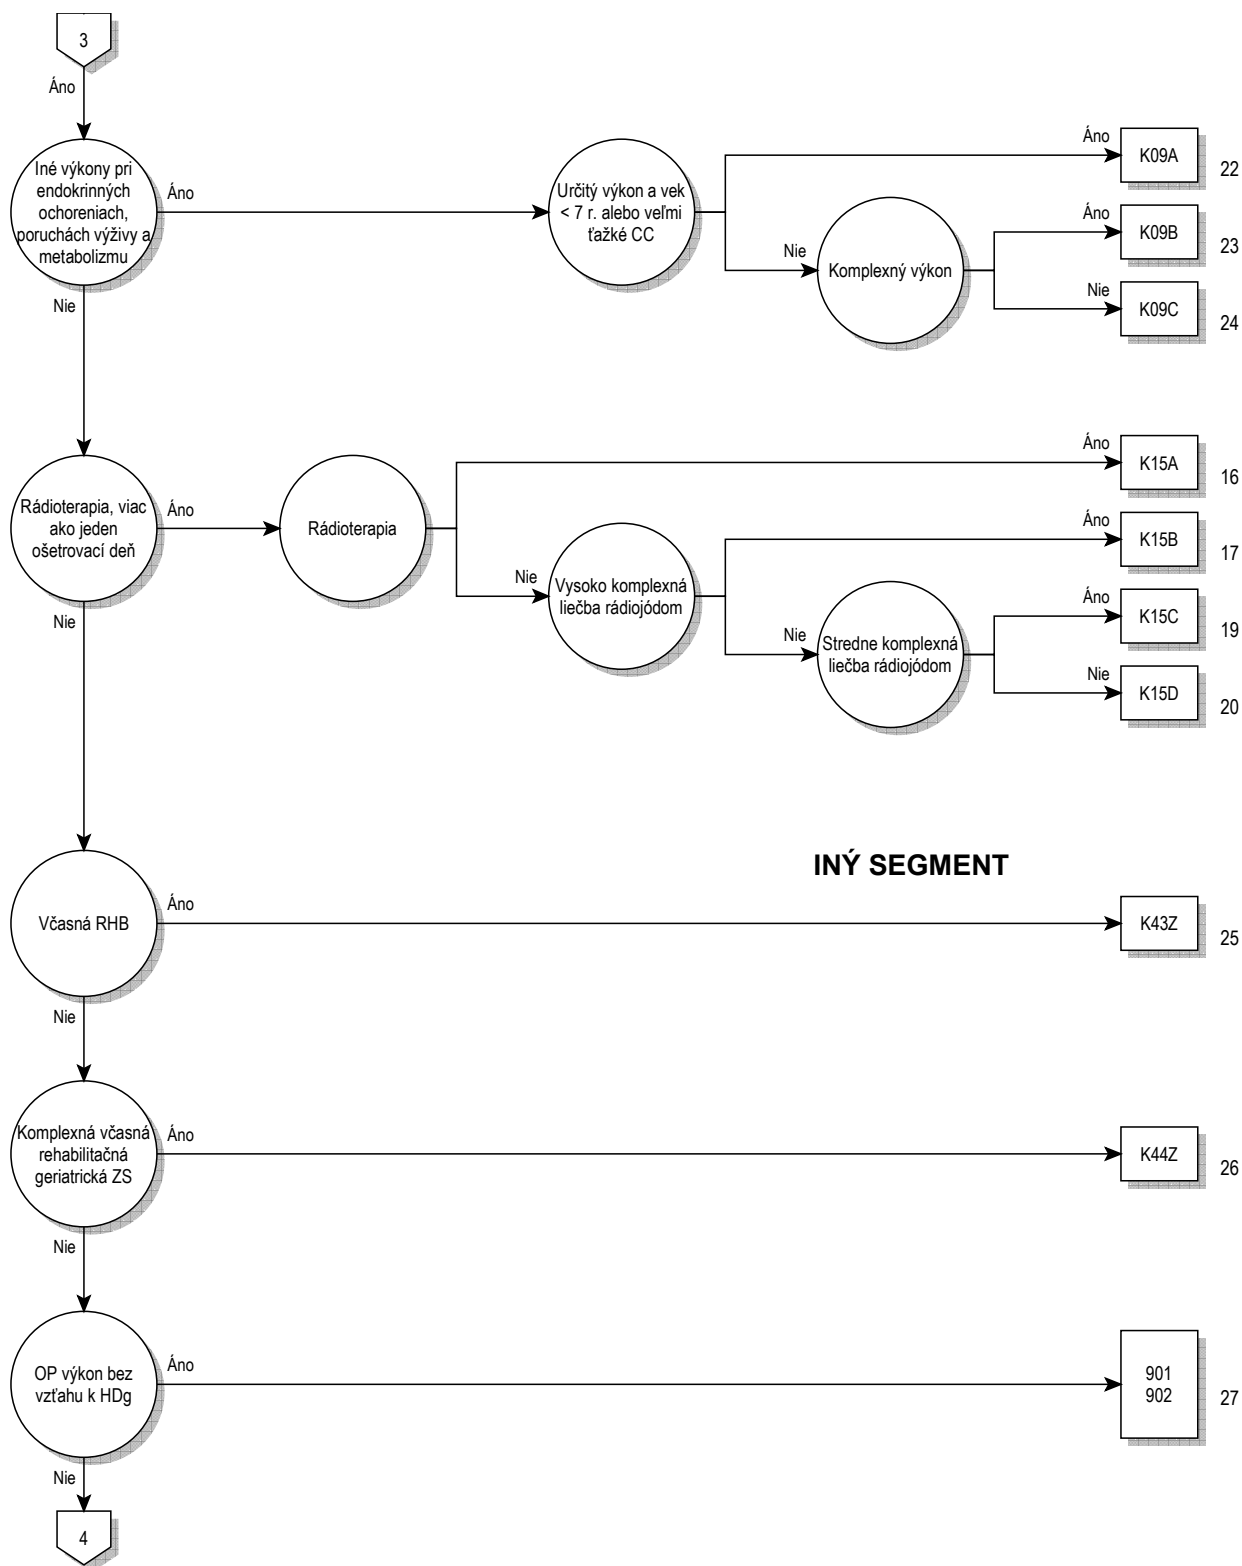 3
Áno
Iné výkony pri
endokrinných
ochoreniach,
poruchách výživy a
metabolizmu
Áno
Určitý výkon a vek
< 7 r. alebo veľmi
ťažké CC
Áno
K09A
22
Nie
Komplexný výkon
Áno
K09B
23
Nie
K09C
24
Nie
Rádioterapia, viac
ako jeden
ošetrovací deň
Áno
Rádioterapia
Áno
K15A
16
Nie
Vysoko komplexná
liečba rádiojódom
Áno
K15B
17
Nie
Stredne komplexná
liečba rádiojódom
Áno
K15C
19
Nie
K15D
20
Nie
INÝ SEGMENT
Včasná RHB
Áno
K43Z
25
Nie
Komplexná včasná
rehabilitačná
geriatrická ZS
Áno
K44Z
26
Nie
OP výkon bez
vzťahu k HDg
Áno
901
902
27
Nie
4